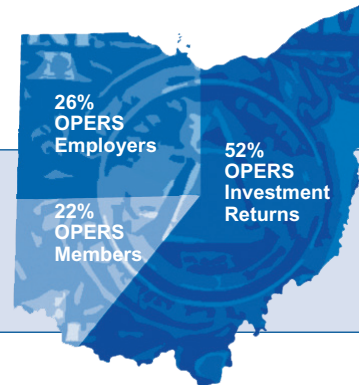 26%
OPERS
Employers
52%
OPERS
Investment
Returns
22%
OPERS
Members